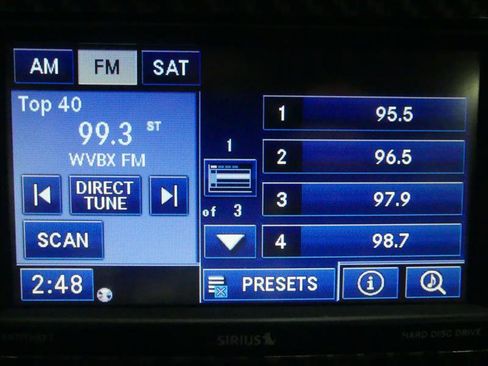 AM FM SAT
Top 40
99.3 ST
WVBX FM
DIRECT
TUNE
SCAN
2:48
1
of 3
1 95.5
2 96.5
3 97.9
4 98.7
PRESETS
SIRIUS
HARD DISC DRIVE